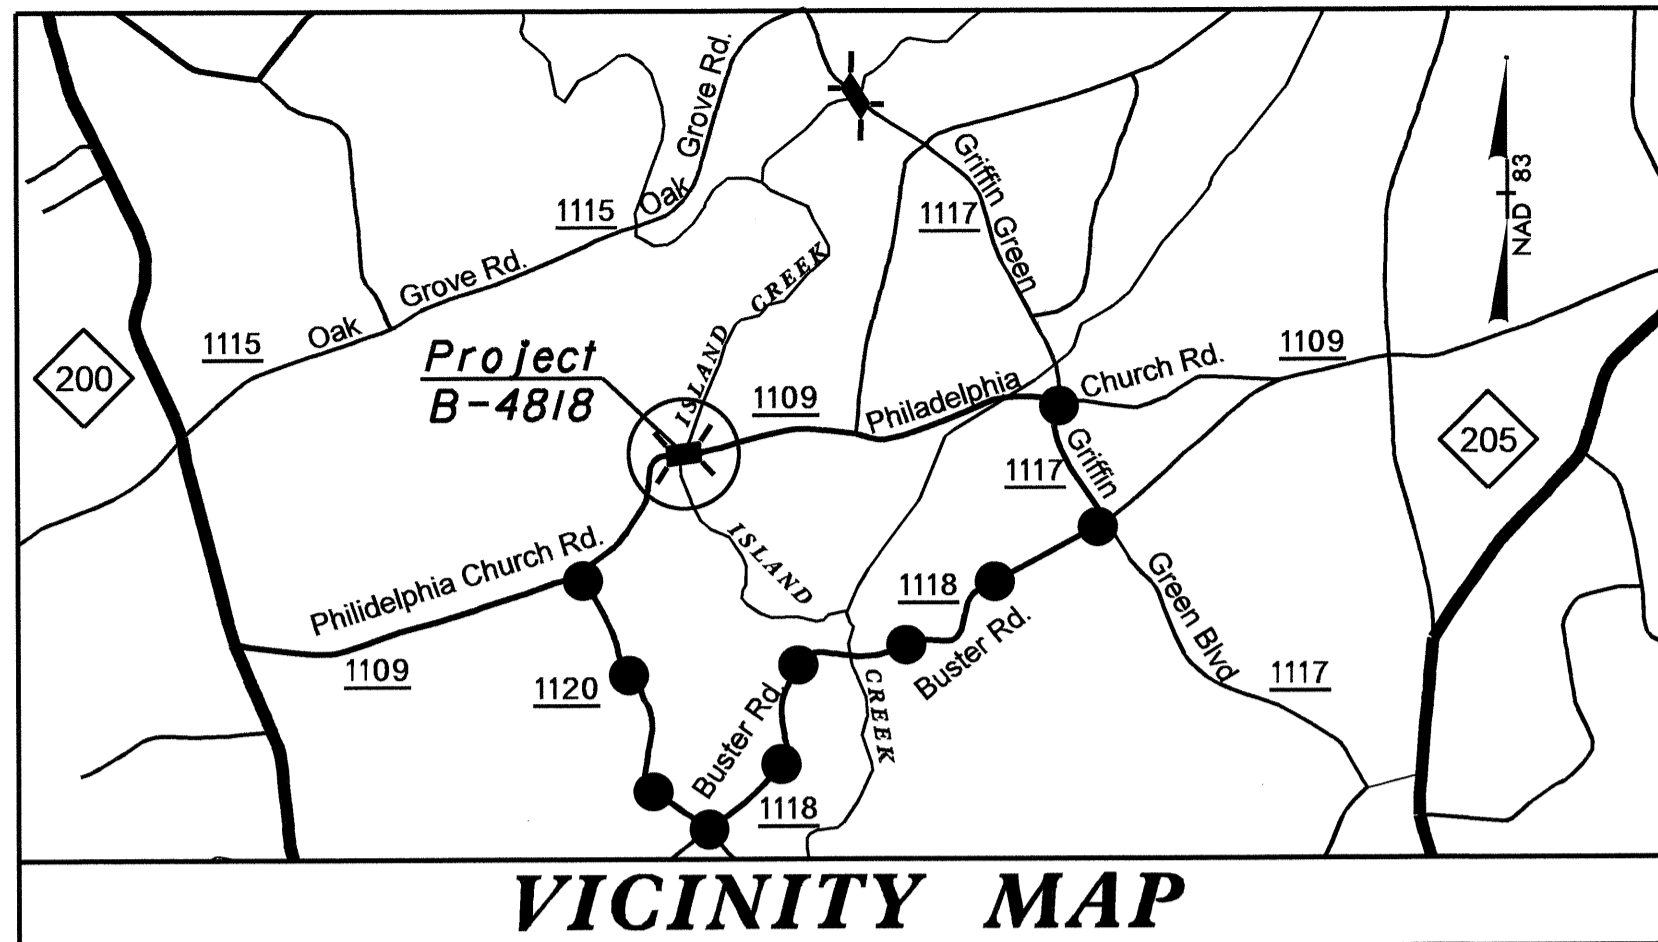 Grove Rd.
Oak
1115
Griffin Green
1117
NAD 83
Grove Rd.
Oak
1115
ISLAND CREEK
200
Project
B-4818
1109
Philadelphia
Church Rd.
1109
205
1117
Griffin
Philidelphia Church Rd.
1109
ISLAND
CREEK
1120
Buster Rd.
1118
1118
Buster Rd.
Green Blvd
1117
VICINITY MAP